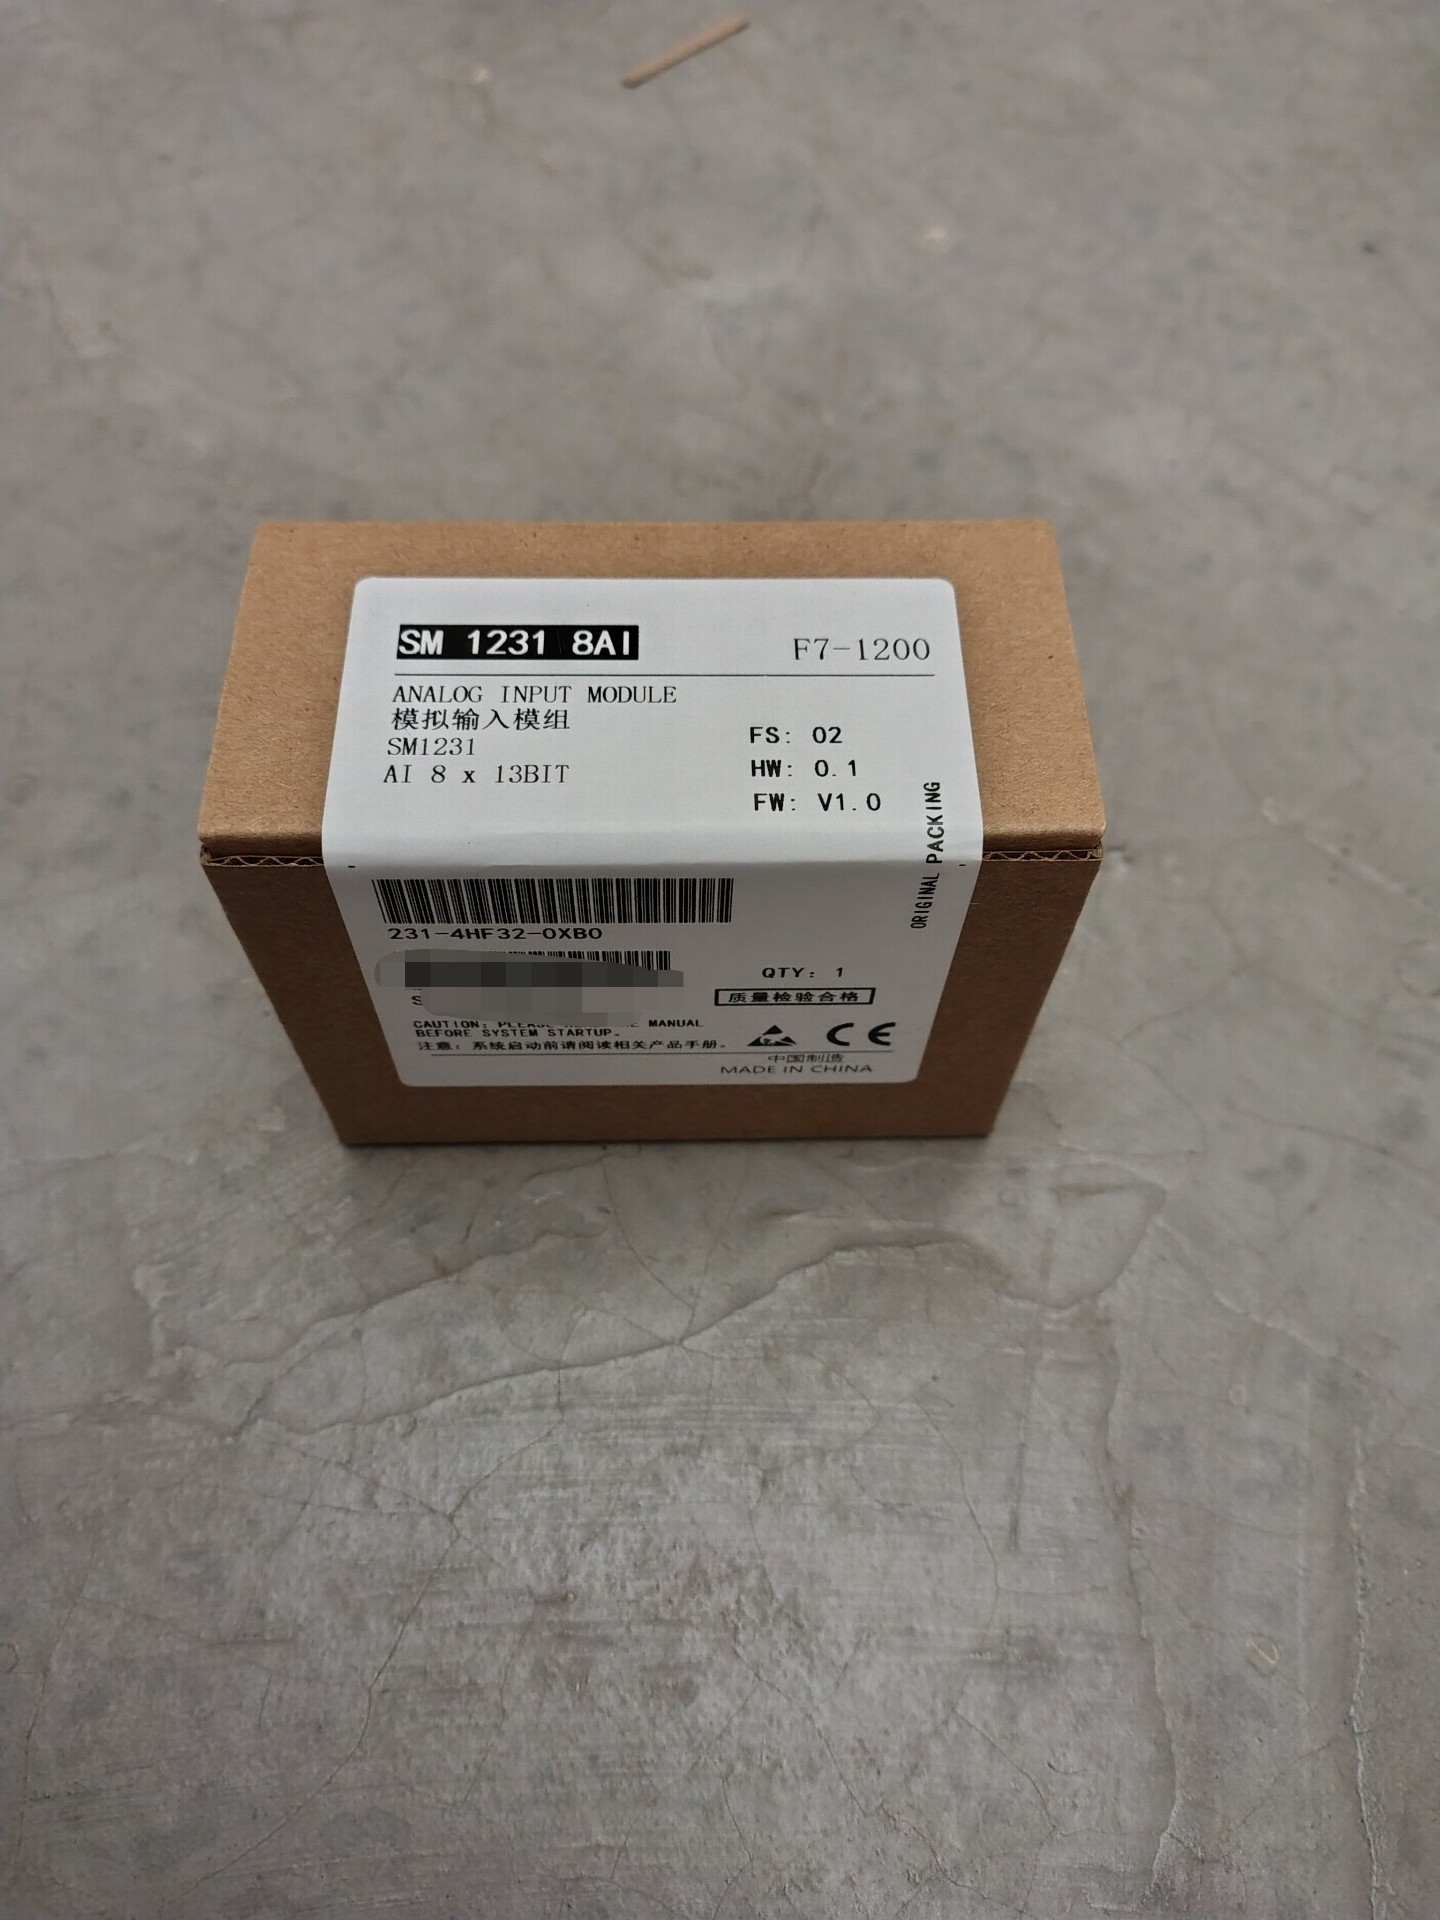 SM 1231 8AI
F7-1200
ANALOG INPUT MODULE
模拟输入模组
SM1231
AI 8 x 13BIT
FS: 02
HW: 0.1
FW: V1.0
ORIGINAL PACKING
231-4HF32-0XB0
QTY: 1
S
质量检验合格
CAUTION: PLEASE MANUAL
BEFORE SYSTEM STARTUP.
注意：系统启动前请阅读相关产品手册。
CE
中国制造
MADE IN CHINA